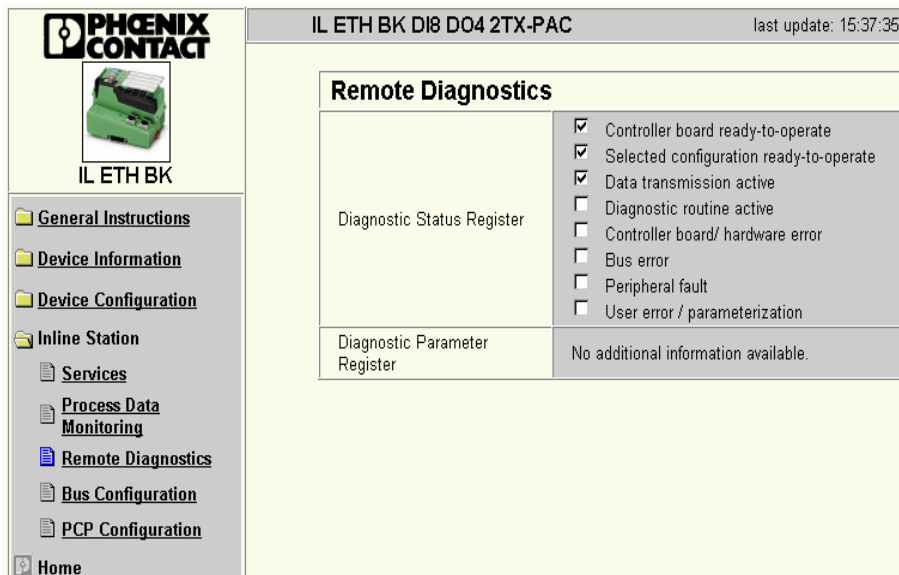 PHŒNIX
CONTACT
IL ETH BK
General Instructions
Device Information
Device Configuration
Inline Station
Services
Process Data
Monitoring
Remote Diagnostics
Bus Configuration
PCP Configuration
Home
IL ETH BK DI8 DO4 2TX-PAC last update: 15:37:35
Remote Diagnostics
Diagnostic Status Register
Controller board ready-to-operate
Selected configuration ready-to-operate
Data transmission active
Diagnostic routine active
Controller board/ hardware error
Bus error
Peripheral fault
User error / parameterization
Diagnostic Parameter
Register
No additional information available.